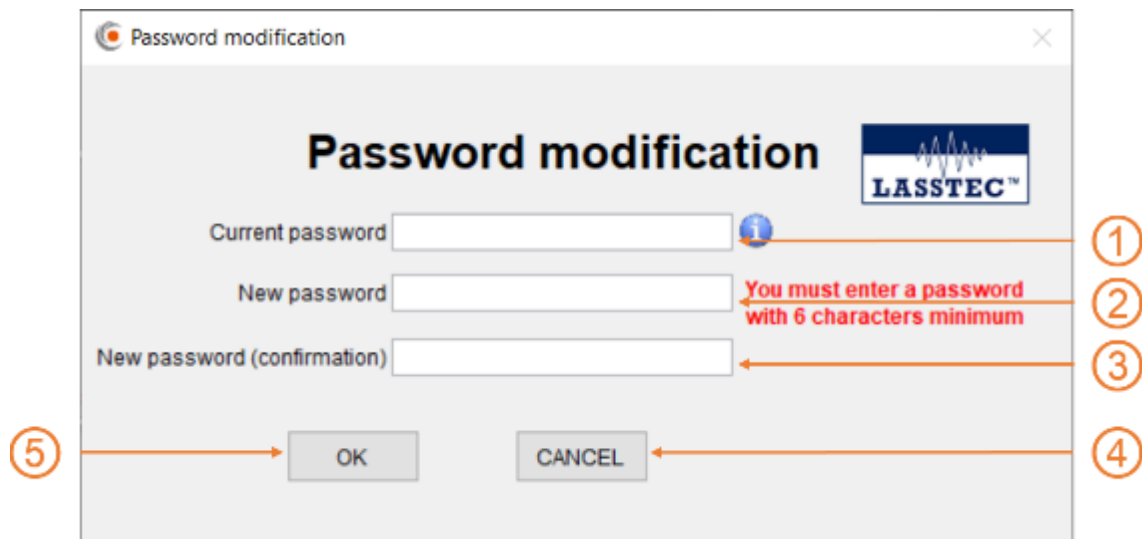 Password modification
Password modification
LASSTEC™
Current password
1
New password
You must enter a password
with 6 characters minimum
2
New password (confirmation)
3
5
OK
CANCEL
4